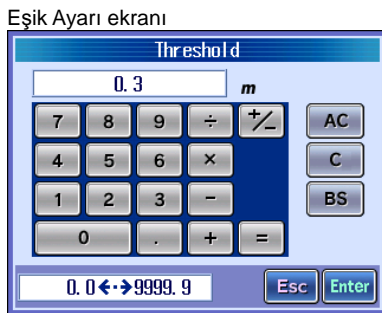 Eşik Ayarı ekranı
Threshold
0. 3 m
7 8 9 ÷ +/− AC
4 5 6 × C
1 2 3 − BS
0 . + =
0. 0←·→9999. 9 Esc Enter